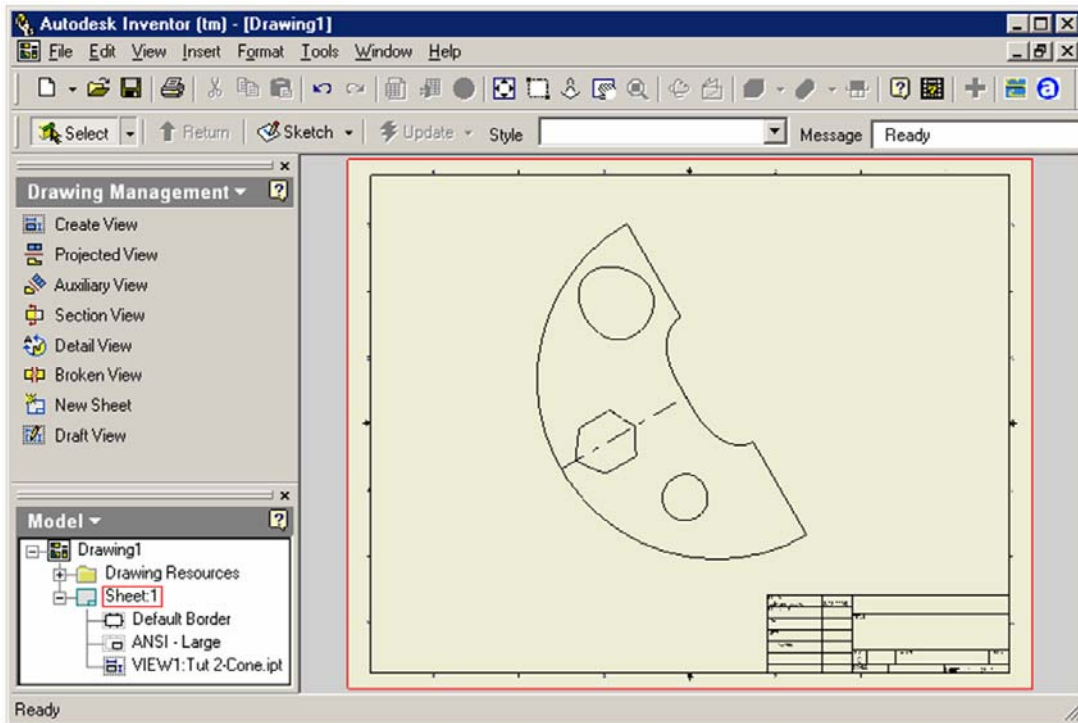 Autodesk Inventor (tm) - [Drawing1]
File Edit View Insert Format Tools Window Help
Select Return Sketch Update Style Message Ready
Drawing Management
Create View
Projected View
Auxiliary View
Section View
Detail View
Broken View
New Sheet
Draft View
Model
Drawing1
Drawing Resources
Sheet:1
Default Border
ANSI - Large
VIEW1:Tut 2-Cone.ipt
Ready